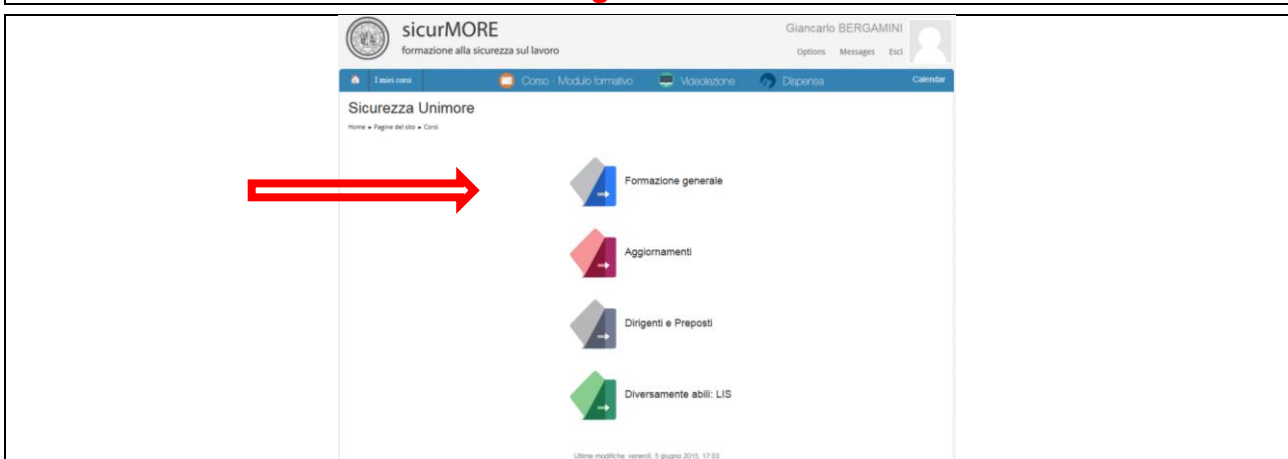 sicurMORE
formazione alla sicurezza sul lavoro
Giancarlo BERGAMINI
Options Messages Esci
I miei corsi Corso - Modulo formativo Videolezione Dispensa Calendar
Sicurezza Unimore
Home ▸ Pagine del sito ▸ Corsi
Formazione generale
Aggiornamenti
Dirigenti e Preposti
Diversamente abili: LIS
Ultime modifiche: venerdì, 5 giugno 2015, 17:03